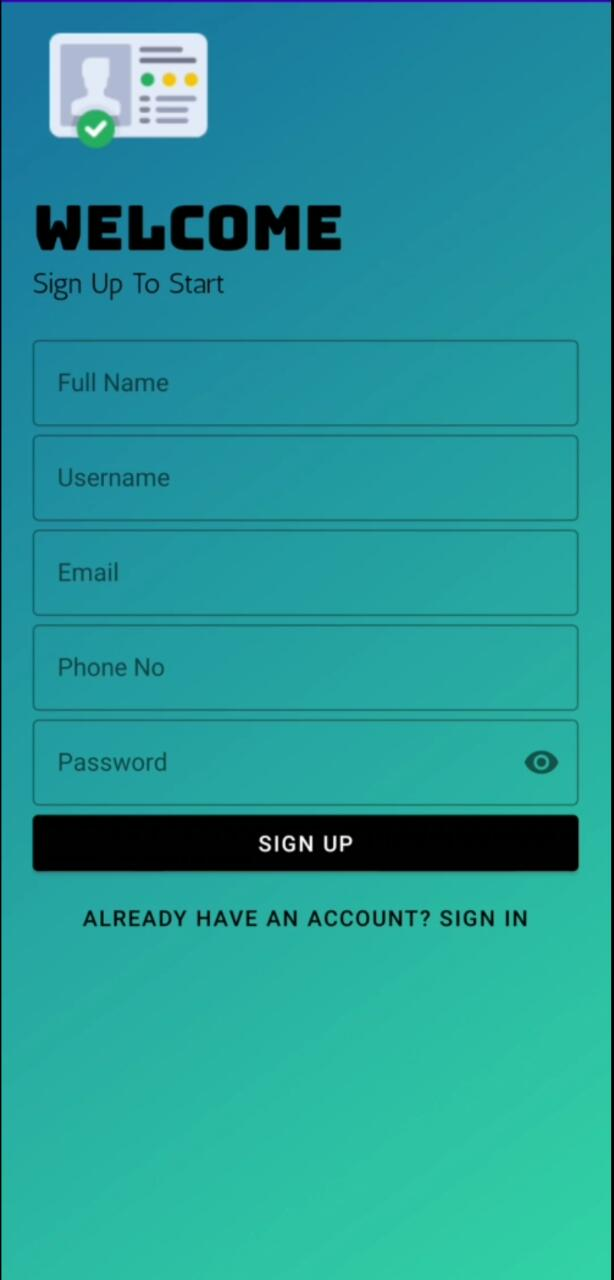 WELCOME
Sign Up To Start
Full Name
Username
Email
Phone No
Password
SIGN UP
ALREADY HAVE AN ACCOUNT? SIGN IN